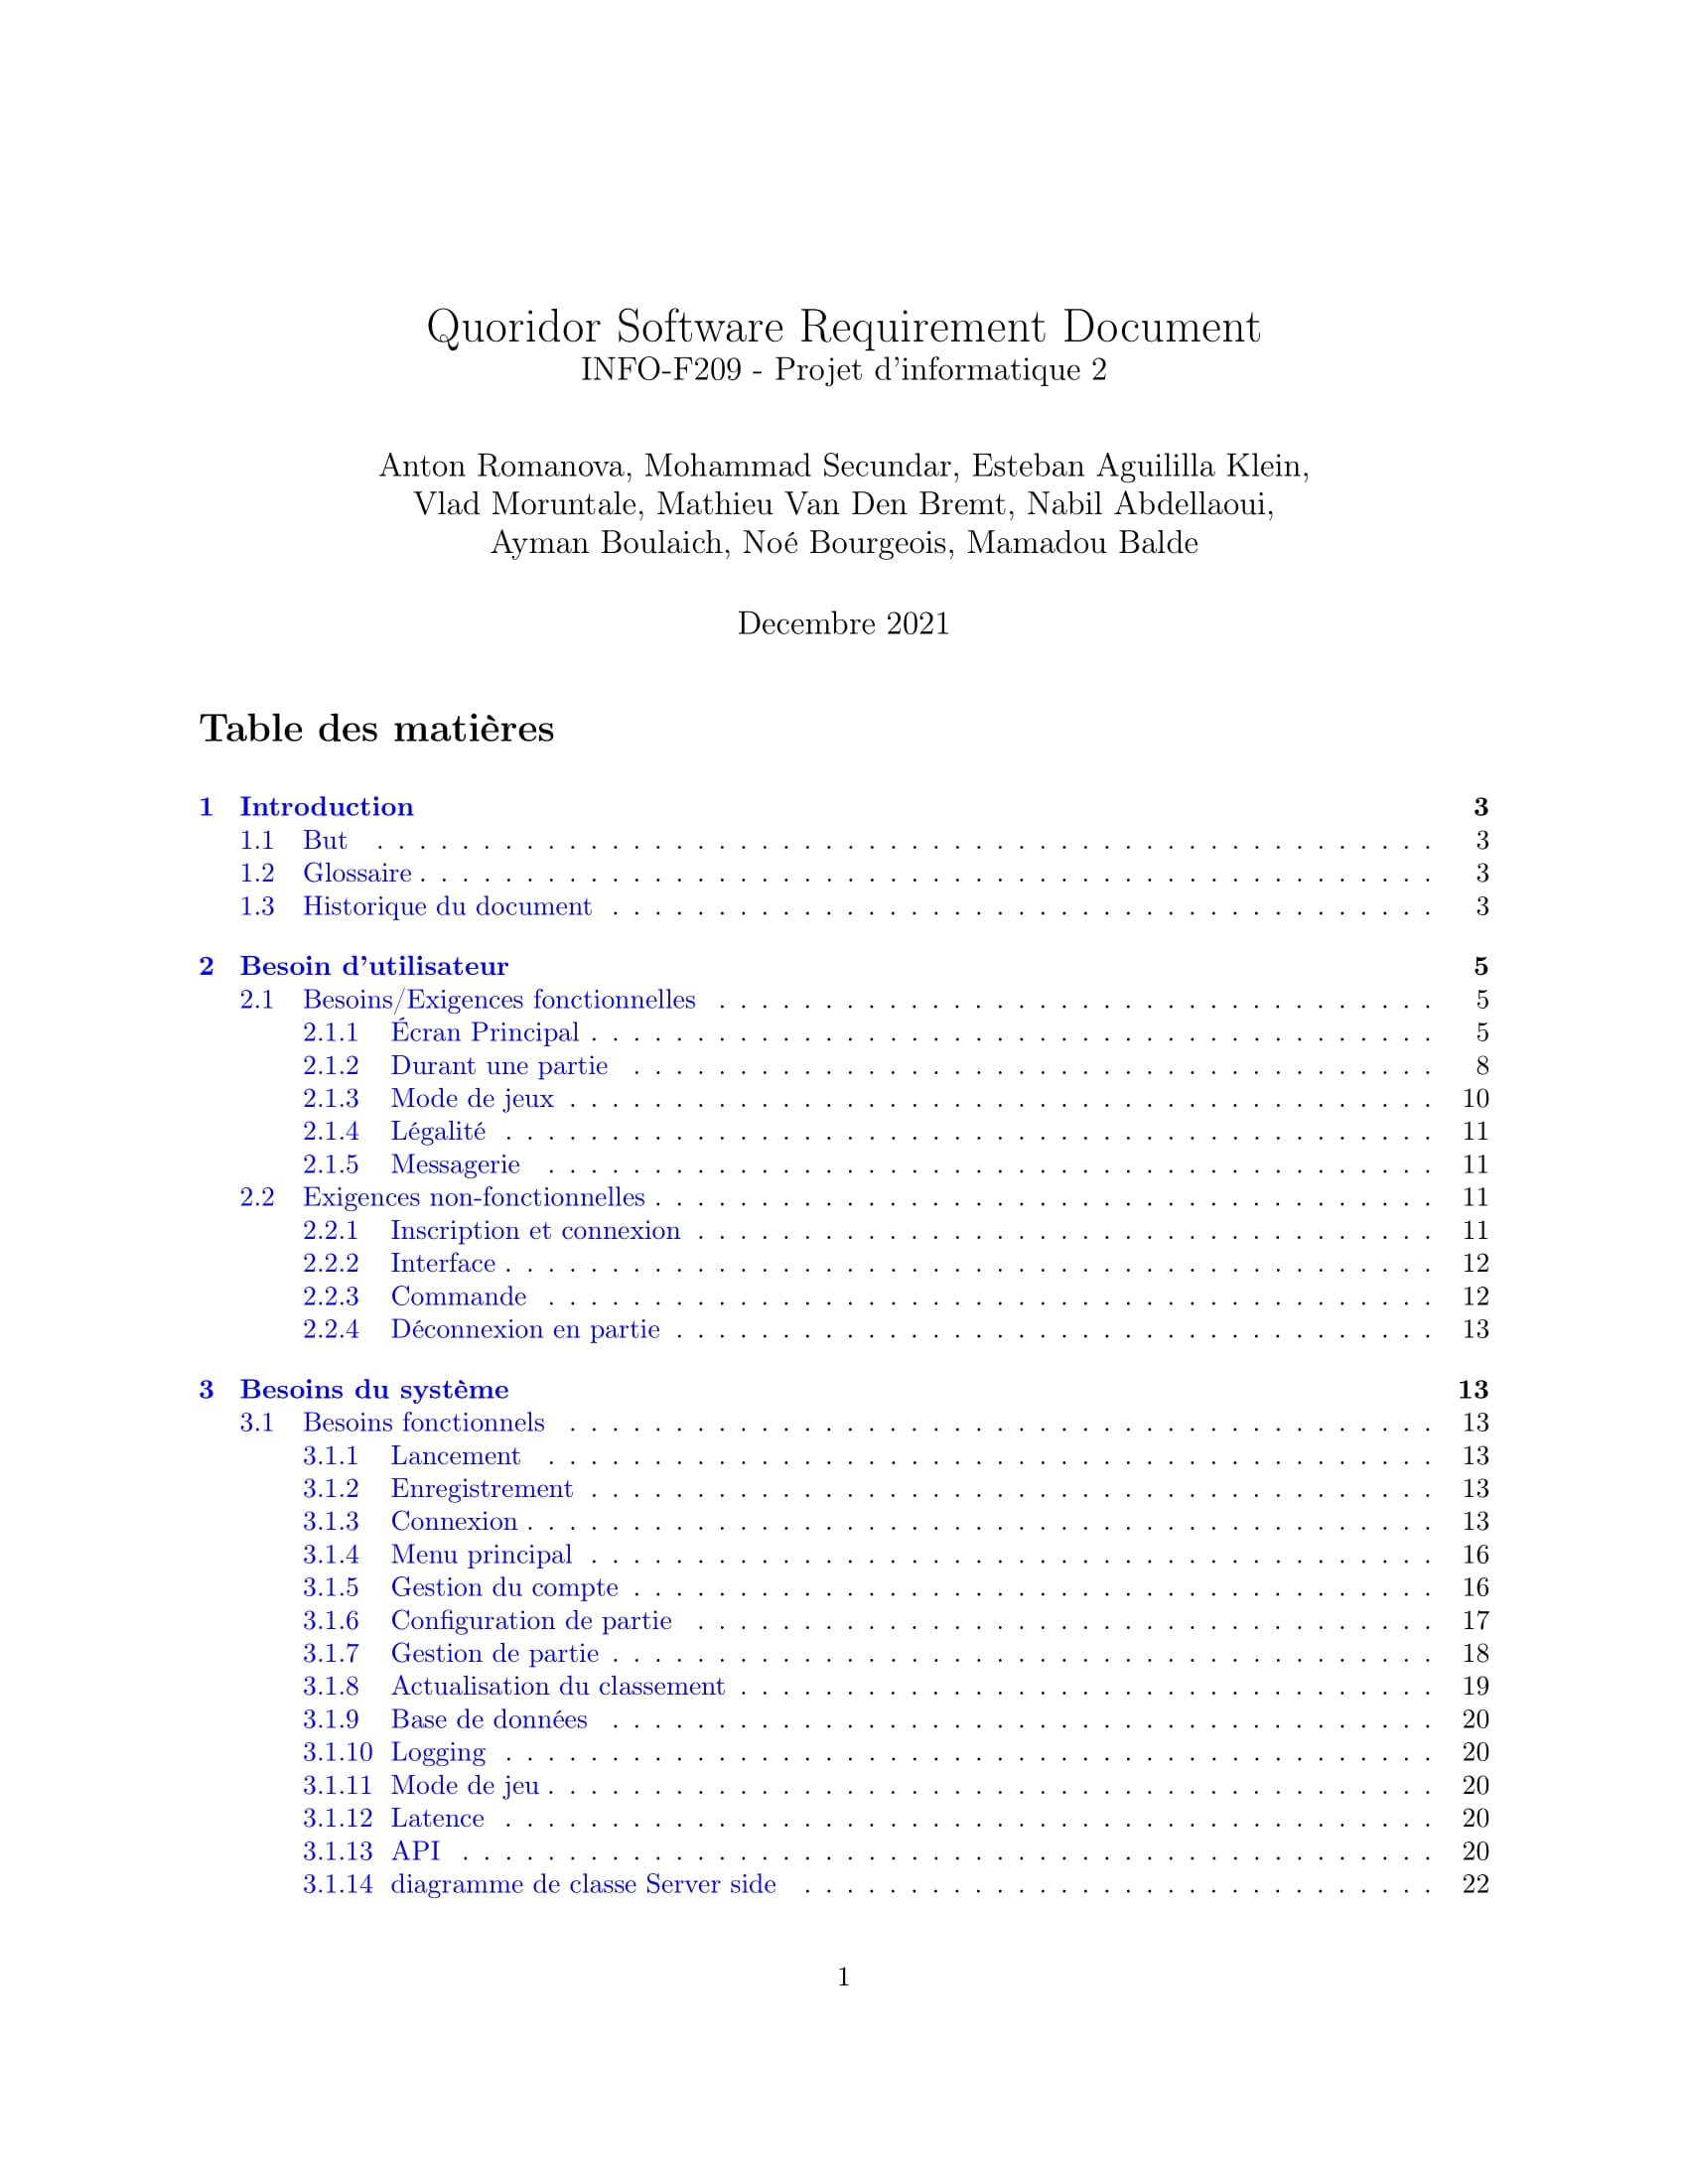 Quoridor Software Requirement Document
INFO-F209 - Projet d'informatique 2
Anton Romanova, Mohammad Secundar, Esteban Aguililla Klein,
Vlad Moruntale, Mathieu Van Den Bremt, Nabil Abdellaoui,
Ayman Boulaich, Noé Bourgeois, Mamadou Balde
Decembre 2021
Table des matières
1 Introduction 3
1.1 But . . . . . . . . . . . . . . . . . . . . . . . . . . . . . . . . . . . . . . . . . . . . . . . . . . 3
1.2 Glossaire . . . . . . . . . . . . . . . . . . . . . . . . . . . . . . . . . . . . . . . . . . . . . . . . 3
1.3 Historique du document . . . . . . . . . . . . . . . . . . . . . . . . . . . . . . . . . . . . . . . 3
2 Besoin d'utilisateur 5
2.1 Besoins/Exigences fonctionnelles . . . . . . . . . . . . . . . . . . . . . . . . . . . . . . . . . . 5
2.1.1 Écran Principal . . . . . . . . . . . . . . . . . . . . . . . . . . . . . . . . . . . . . . . . 5
2.1.2 Durant une partie . . . . . . . . . . . . . . . . . . . . . . . . . . . . . . . . . . . . . . 8
2.1.3 Mode de jeux . . . . . . . . . . . . . . . . . . . . . . . . . . . . . . . . . . . . . . . . . 10
2.1.4 Légalité . . . . . . . . . . . . . . . . . . . . . . . . . . . . . . . . . . . . . . . . . . . . 11
2.1.5 Messagerie . . . . . . . . . . . . . . . . . . . . . . . . . . . . . . . . . . . . . . . . . . 11
2.2 Exigences non-fonctionnelles . . . . . . . . . . . . . . . . . . . . . . . . . . . . . . . . . . . . . 11
2.2.1 Inscription et connexion . . . . . . . . . . . . . . . . . . . . . . . . . . . . . . . . . . . 11
2.2.2 Interface . . . . . . . . . . . . . . . . . . . . . . . . . . . . . . . . . . . . . . . . . . . . 12
2.2.3 Commande . . . . . . . . . . . . . . . . . . . . . . . . . . . . . . . . . . . . . . . . . . 12
2.2.4 Déconnexion en partie . . . . . . . . . . . . . . . . . . . . . . . . . . . . . . . . . . . . 13
3 Besoins du système 13
3.1 Besoins fonctionnels . . . . . . . . . . . . . . . . . . . . . . . . . . . . . . . . . . . . . . . . . 13
3.1.1 Lancement . . . . . . . . . . . . . . . . . . . . . . . . . . . . . . . . . . . . . . . . . . 13
3.1.2 Enregistrement . . . . . . . . . . . . . . . . . . . . . . . . . . . . . . . . . . . . . . . . 13
3.1.3 Connexion . . . . . . . . . . . . . . . . . . . . . . . . . . . . . . . . . . . . . . . . . . . 13
3.1.4 Menu principal . . . . . . . . . . . . . . . . . . . . . . . . . . . . . . . . . . . . . . . . 16
3.1.5 Gestion du compte . . . . . . . . . . . . . . . . . . . . . . . . . . . . . . . . . . . . . . 16
3.1.6 Configuration de partie . . . . . . . . . . . . . . . . . . . . . . . . . . . . . . . . . . . 17
3.1.7 Gestion de partie . . . . . . . . . . . . . . . . . . . . . . . . . . . . . . . . . . . . . . . 18
3.1.8 Actualisation du classement . . . . . . . . . . . . . . . . . . . . . . . . . . . . . . . . . 19
3.1.9 Base de données . . . . . . . . . . . . . . . . . . . . . . . . . . . . . . . . . . . . . . . 20
3.1.10 Logging . . . . . . . . . . . . . . . . . . . . . . . . . . . . . . . . . . . . . . . . . . . . 20
3.1.11 Mode de jeu . . . . . . . . . . . . . . . . . . . . . . . . . . . . . . . . . . . . . . . . . . 20
3.1.12 Latence . . . . . . . . . . . . . . . . . . . . . . . . . . . . . . . . . . . . . . . . . . . . 20
3.1.13 API . . . . . . . . . . . . . . . . . . . . . . . . . . . . . . . . . . . . . . . . . . . . . . 20
3.1.14 diagramme de classe Server side . . . . . . . . . . . . . . . . . . . . . . . . . . . . . . 22
1